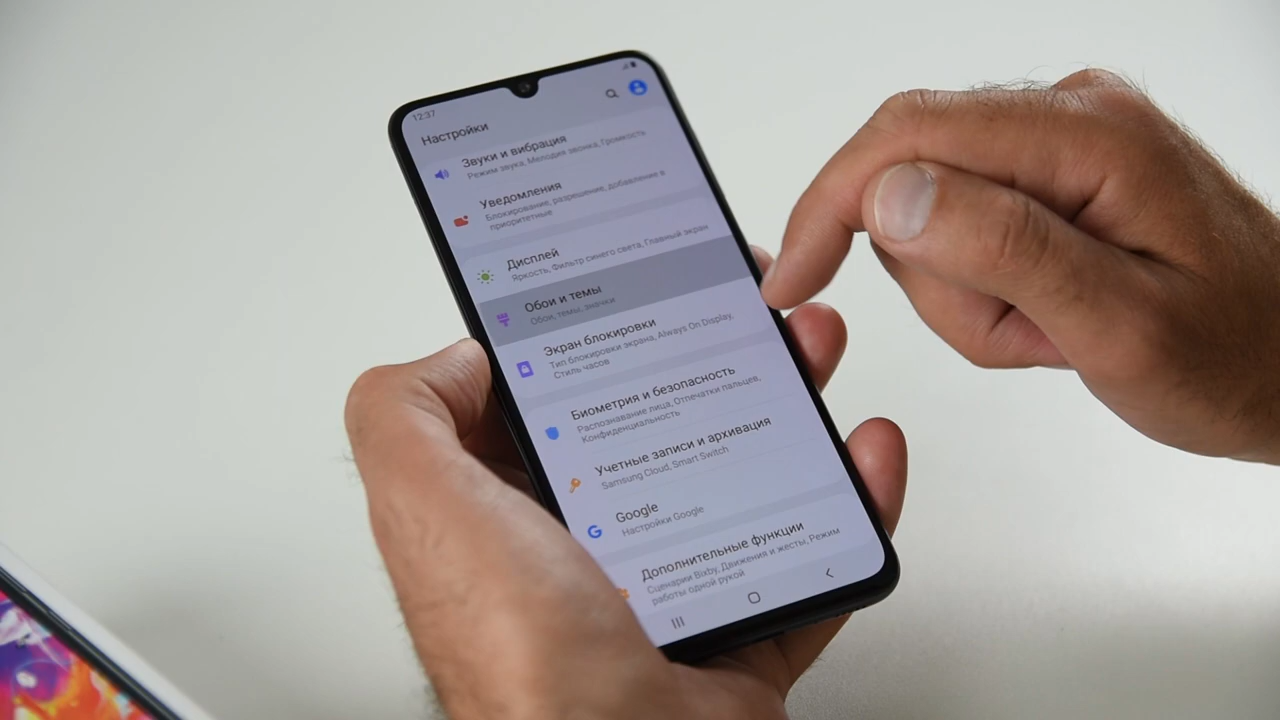 12:37
Настройки
Звуки и вибрация
Режим звука, Мелодия звонка, Громкость
Уведомления
Блокирование, разрешение, добавление в
приоритетные
Дисплей
Яркость, Фильтр синего света, Главный экран
Обои и темы
Обои, темы, значки
Экран блокировки
Тип блокировки экрана, Always On Display,
Стиль часов
Биометрия и безопасность
Распознавание лица, Отпечатки пальцев,
Конфиденциальность
Учетные записи и архивация
Samsung Cloud, Smart Switch
Google
Настройки Google
Дополнительные функции
Сценарии Bixby, Движения и жесты, Режим
работы одной рукой